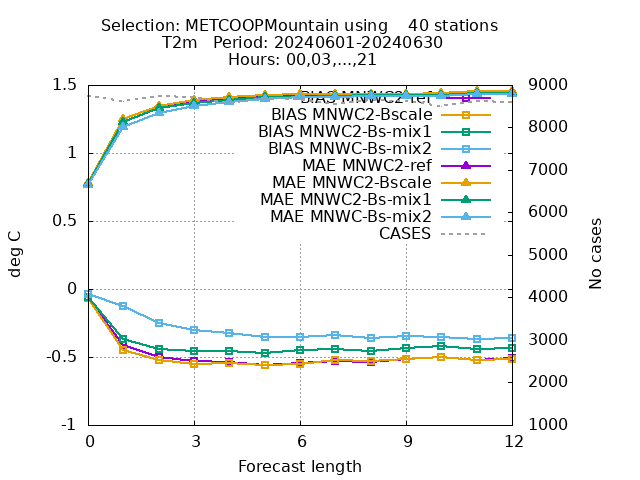 Selection: METCOOPMountain using 40 stations
T2m Period: 20240601-20240630
Hours: 00,03,...,21
1.5
1
0.5
0
-0.5
-1
9000
8000
7000
6000
5000
4000
3000
2000
1000
0
3
6
9
12
deg C
No cases
Forecast length
BIAS MNWC2-ref
BIAS MNWC2-Bscale
BIAS MNWC2-Bs-mix1
BIAS MNWC-Bs-mix2
MAE MNWC2-ref
MAE MNWC2-Bscale
MAE MNWC2-Bs-mix1
MAE MNWC-Bs-mix2
CASES